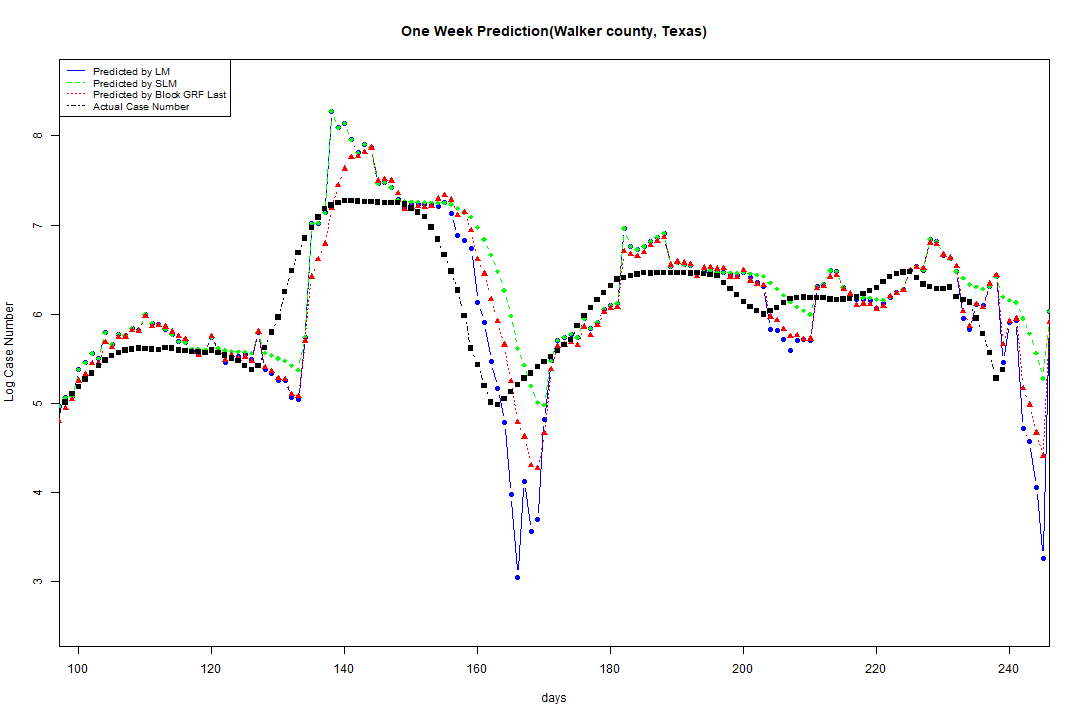 One Week Prediction(Walker county, Texas)
Predicted by LM
Predicted by SLM
Predicted by Block GRF Last
Actual Case Number
Log Case Number
8
7
6
5
4
3
100 120 140 160 180 200 220 240
days